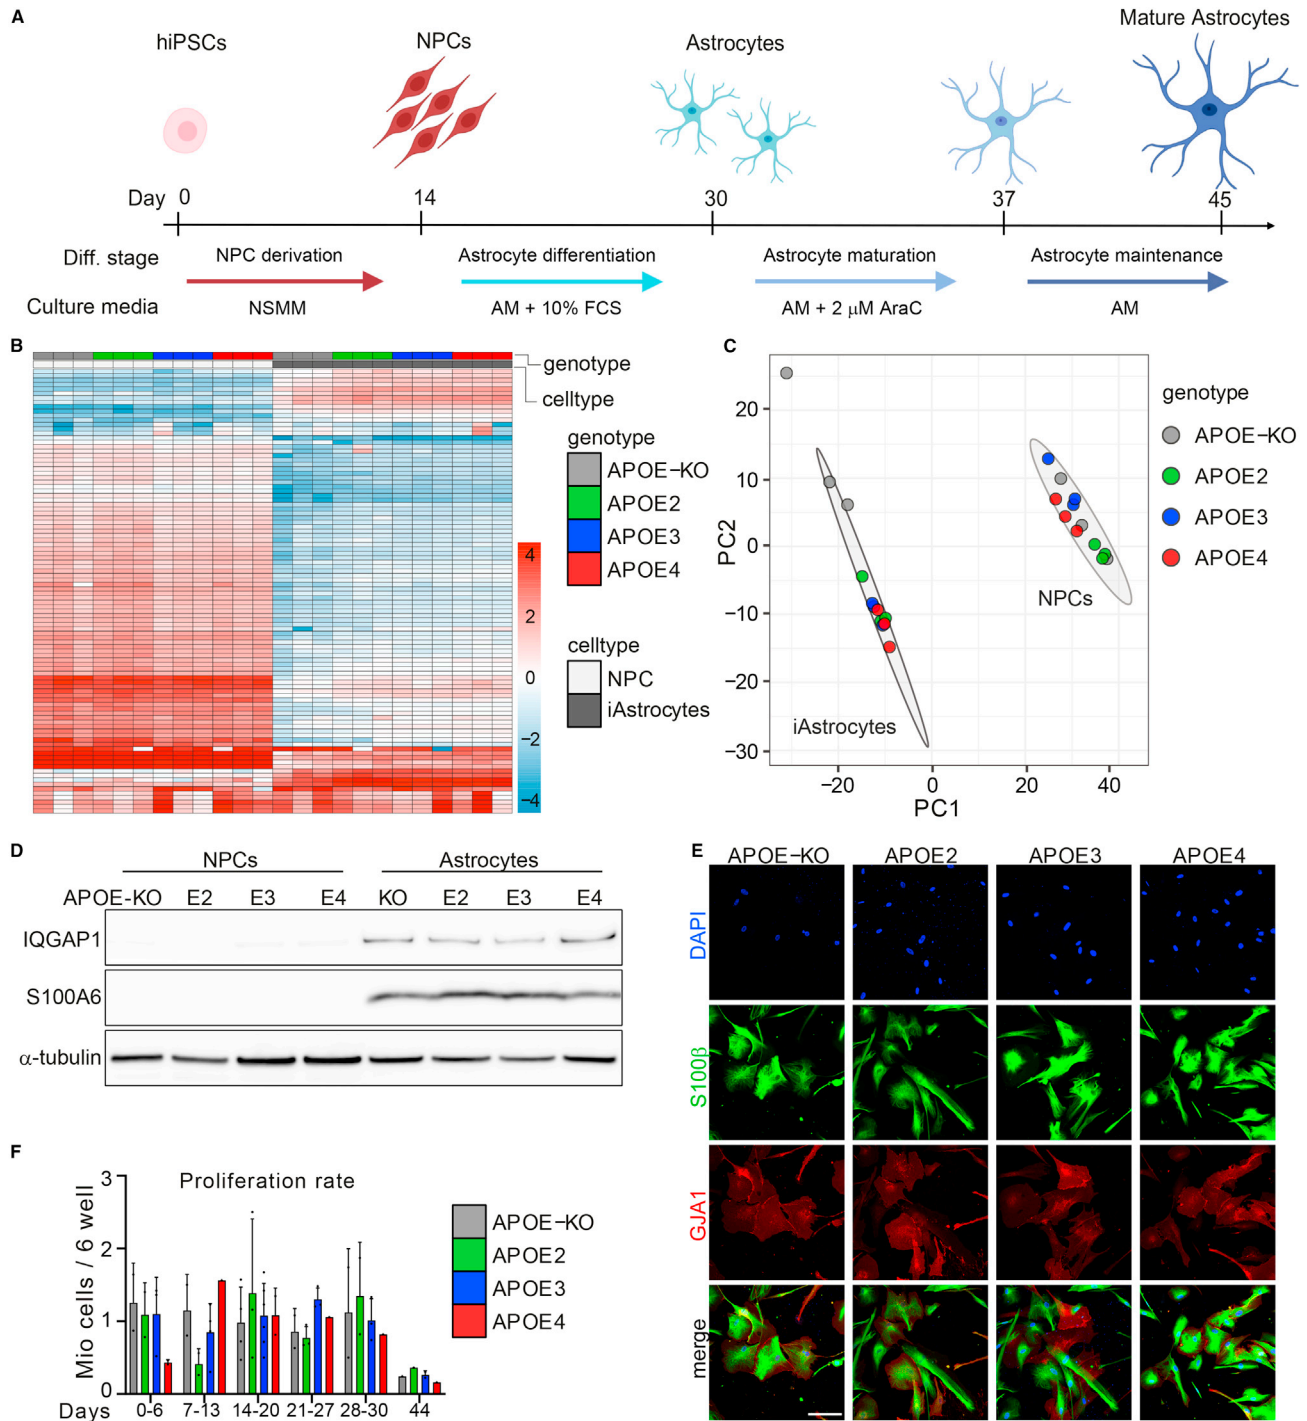 A
hiPSCs
NPCs
Astrocytes
Mature Astrocytes
Day 0 14 30 37 45
Diff. stage NPC derivation Astrocyte differentiation Astrocyte maturation Astrocyte maintenance
Culture media NSMM AM + 10% FCS AM + 2 µM AraC AM
B
genotype
celltype
genotype
APOE-KO
APOE2
APOE3
APOE4
4
2
0
-2
-4
celltype
NPC
iAstrocytes
C
PC2
20
10
0
-10
-20
-30
NPCs
iAstrocytes
-20 0 20 40
PC1
genotype
APOE-KO
APOE2
APOE3
APOE4
D
NPCs Astrocytes
APOE-KO E2 E3 E4 KO E2 E3 E4
IQGAP1
S100A6
α-tubulin
E
APOE-KO APOE2 APOE3 APOE4
DAPI
S100β
GJA1
merge
F
Proliferation rate
Mio cells / 6 well
3
2
1
0
Days 0-6 7-13 14-20 21-27 28-30 44
APOE-KO
APOE2
APOE3
APOE4